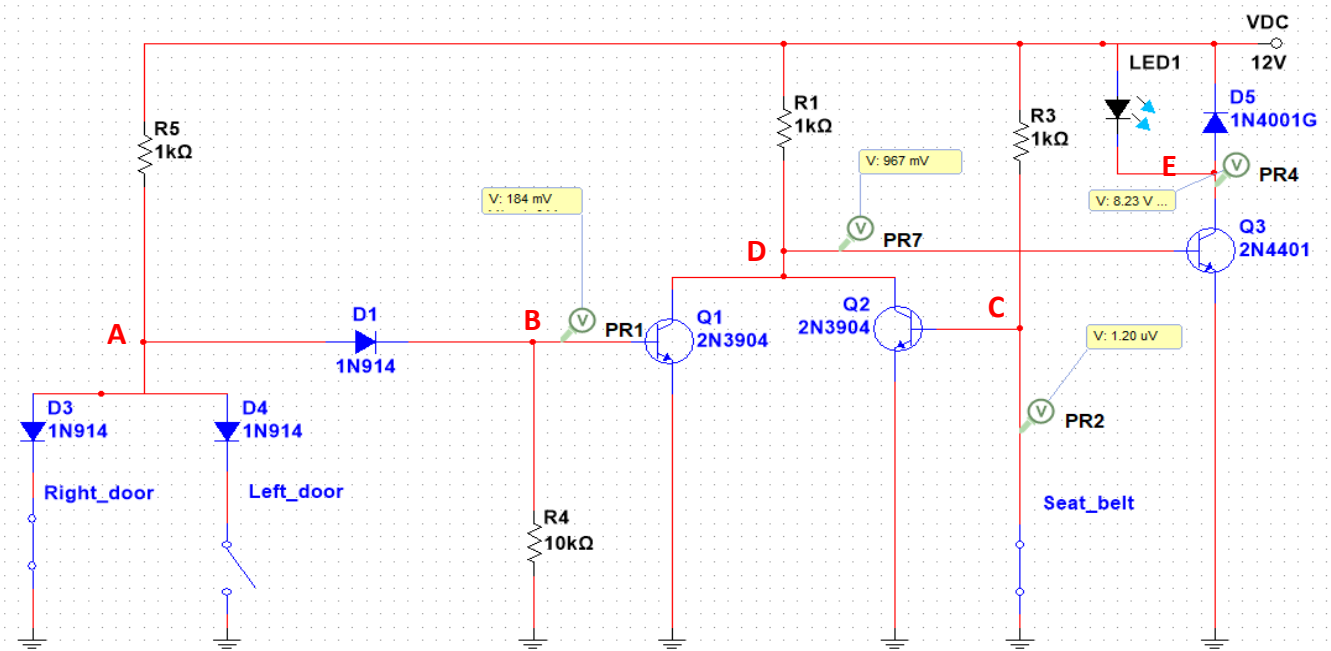 VDC
12V
LED1
D5
1N4001G
R5
1kΩ
R1
1kΩ
R3
1kΩ
E
PR4
V: 967 mV
V: 184 mV
V: 8.23 V ...
PR7
D
Q3
2N4401
A
D1
1N914
B
PR1
Q1
2N3904
Q2
2N3904
C
V: 1.20 uV
PR2
D3
1N914
D4
1N914
Right_door
Left_door
Seat_belt
R4
10kΩ
V
V
V
V